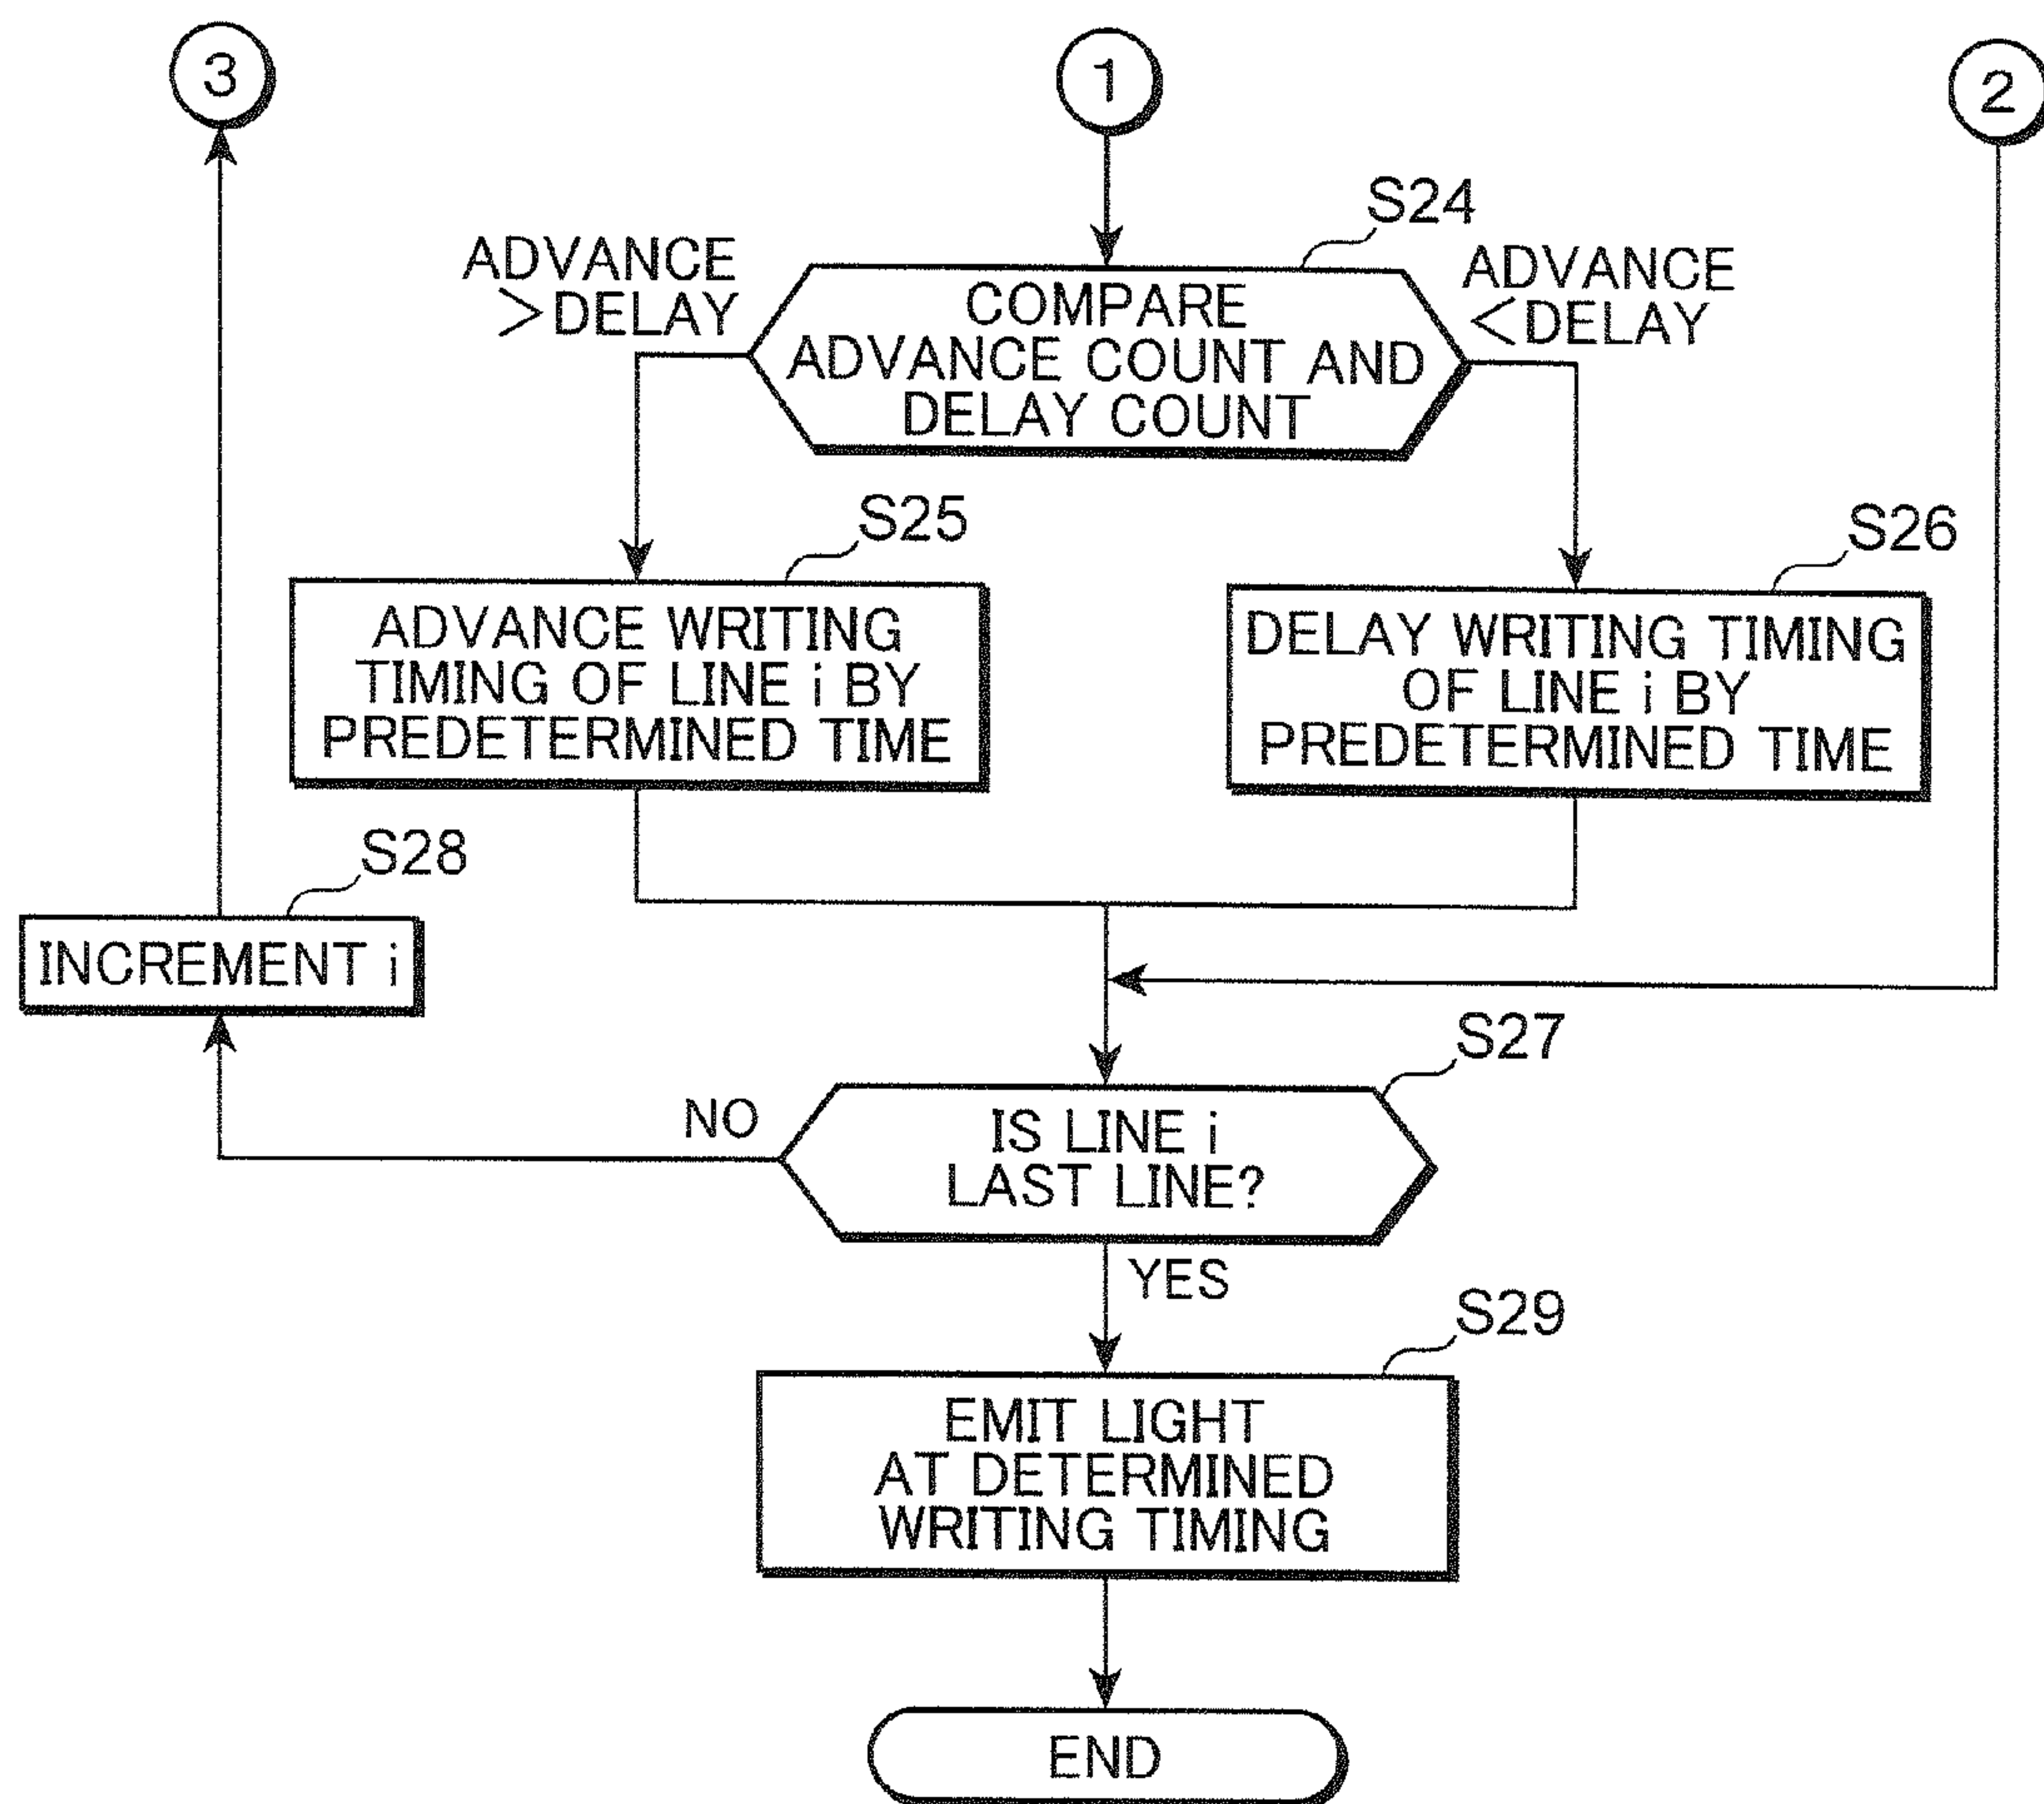 3
1
2
S24
ADVANCE
>DELAY
COMPARE
ADVANCE COUNT AND
DELAY COUNT
ADVANCE
<DELAY
S25
ADVANCE WRITING
TIMING OF LINE i BY
PREDETERMINED TIME
S26
DELAY WRITING TIMING
OF LINE i BY
PREDETERMINED TIME
S28
INCREMENT i
S27
NO
IS LINE i
LAST LINE?
YES
S29
EMIT LIGHT
AT DETERMINED
WRITING TIMING
END